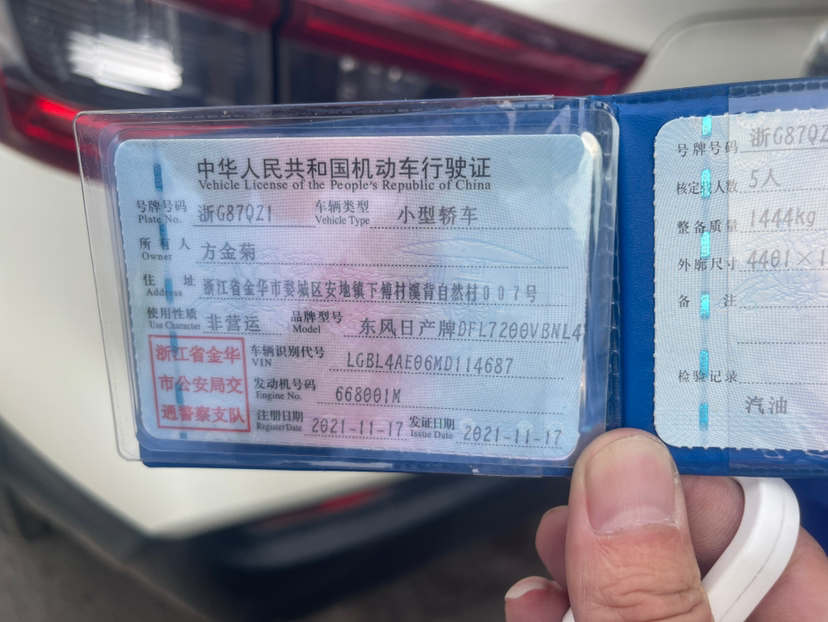 中华人民共和国机动车行驶证
Vehicle License of the People's Republic of China
号牌号码 浙G87QZ1 车辆类型 小型轿车
Plate No. Vehicle Type
所有人 方金菊
Owner
住址 浙江省金华市婺城区安地镇下傅村溪背自然村007号
Address
使用性质 非营运 品牌型号 东风日产牌DFL7200VBNL4
Use Character Model
浙江省金华
市公安局交
通警察支队
车辆识别代号 LGBL4AE06MD114687
VIN
发动机号码 668001M
Engine No.
注册日期 2021-11-17 发证日期 2021-11-17
Register Date Issue Date
号牌号码 浙G87QZ
核定载人数 5人
整备质量 1444kg
外廓尺寸 4401×1
备注
检验记录
汽油